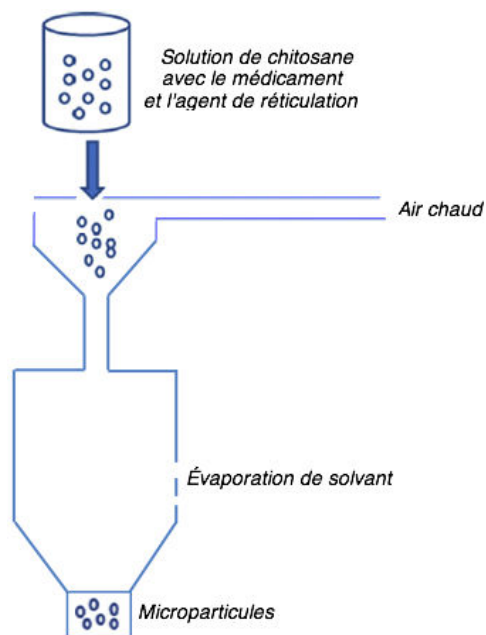 Solution de chitosane
avec le médicament
et l'agent de réticulation
Air chaud
Évaporation de solvant
Microparticules